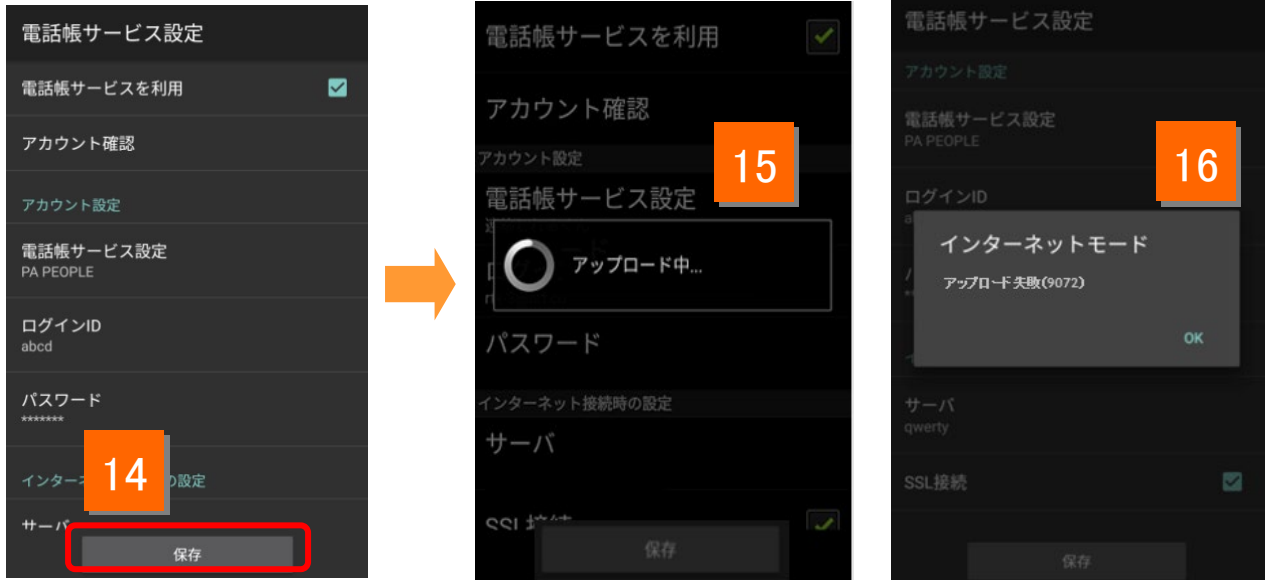 電話帳サービス設定
電話帳サービスを利用
アカウント確認
アカウント設定
電話帳サービス設定
PA PEOPLE
ログインID
abcd
パスワード
*******
14
の設定
サーバ
保存
電話帳サービスを利用
アカウント確認
15
アカウント設定
電話帳サービス設定
アップロード中...
パスワード
インターネット接続時の設定
サーバ
SSL接続
保存
電話帳サービス設定
アカウント設定
電話帳サービス設定
PA PEOPLE
16
ログインID
インターネットモード
アップロード失敗(9072)
OK
サーバ
qwerty
SSL接続
保存